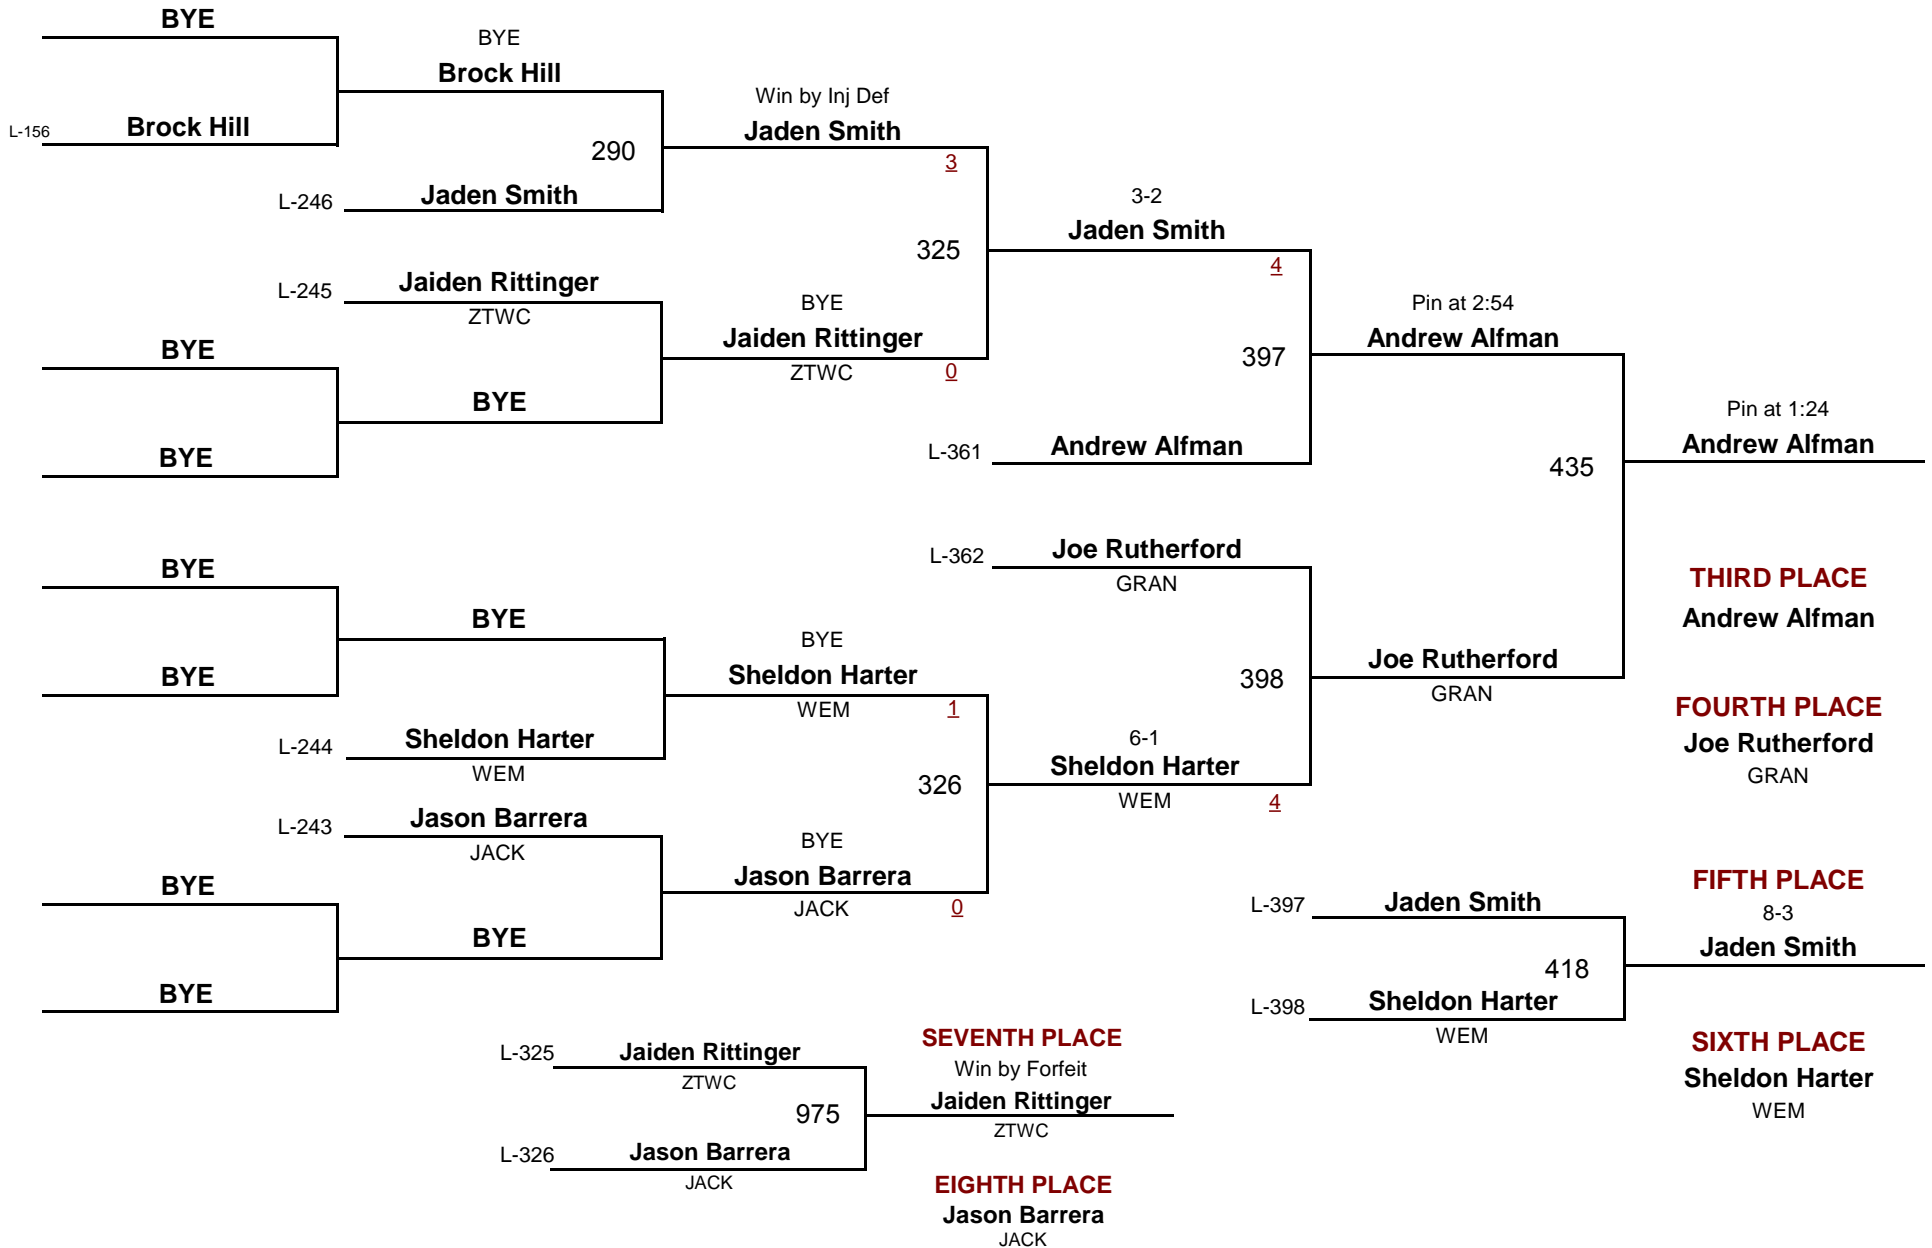 BYE
BYE
Brock Hill
L-156
Brock Hill
Win by Inj Def
Jaden Smith
290
3
L-246
Jaden Smith
3-2
Jaden Smith
325
4
L-245
Jaiden Rittinger
ZTWC
BYE
Jaiden Rittinger
ZTWC
0
Pin at 2:54
Andrew Alfman
BYE
397
BYE
Pin at 1:24
Andrew Alfman
L-361
Andrew Alfman
BYE
435
L-362
Joe Rutherford
GRAN
BYE
THIRD PLACE
Andrew Alfman
BYE
BYE
Sheldon Harter
WEM
1
BYE
398
Joe Rutherford
GRAN
FOURTH PLACE
Joe Rutherford
GRAN
L-244
Sheldon Harter
WEM
6-1
Sheldon Harter
WEM
4
326
L-243
Jason Barrera
JACK
BYE
Jason Barrera
JACK
0
BYE
BYE
BYE
L-397
Jaden Smith
FIFTH PLACE
8-3
Jaden Smith
418
L-398
Sheldon Harter
WEM
SIXTH PLACE
Sheldon Harter
WEM
L-325
Jaiden Rittinger
ZTWC
SEVENTH PLACE
Win by Forfeit
Jaiden Rittinger
ZTWC
975
L-326
Jason Barrera
JACK
EIGHTH PLACE
Jason Barrera
JACK